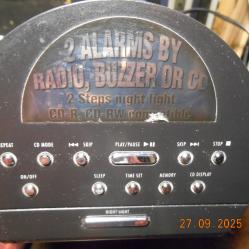 2 ALARMS BY
RADIO, BUZZER OR CD
2 Steps night light
CD-R, CD-RW compatible
REPEAT CD MODE SKIP PLAY/PAUSE SKIP STOP
ON/OFF SLEEP TIME SET MEMORY CD DISPLAY
NIGHT LIGHT
27.09.2025